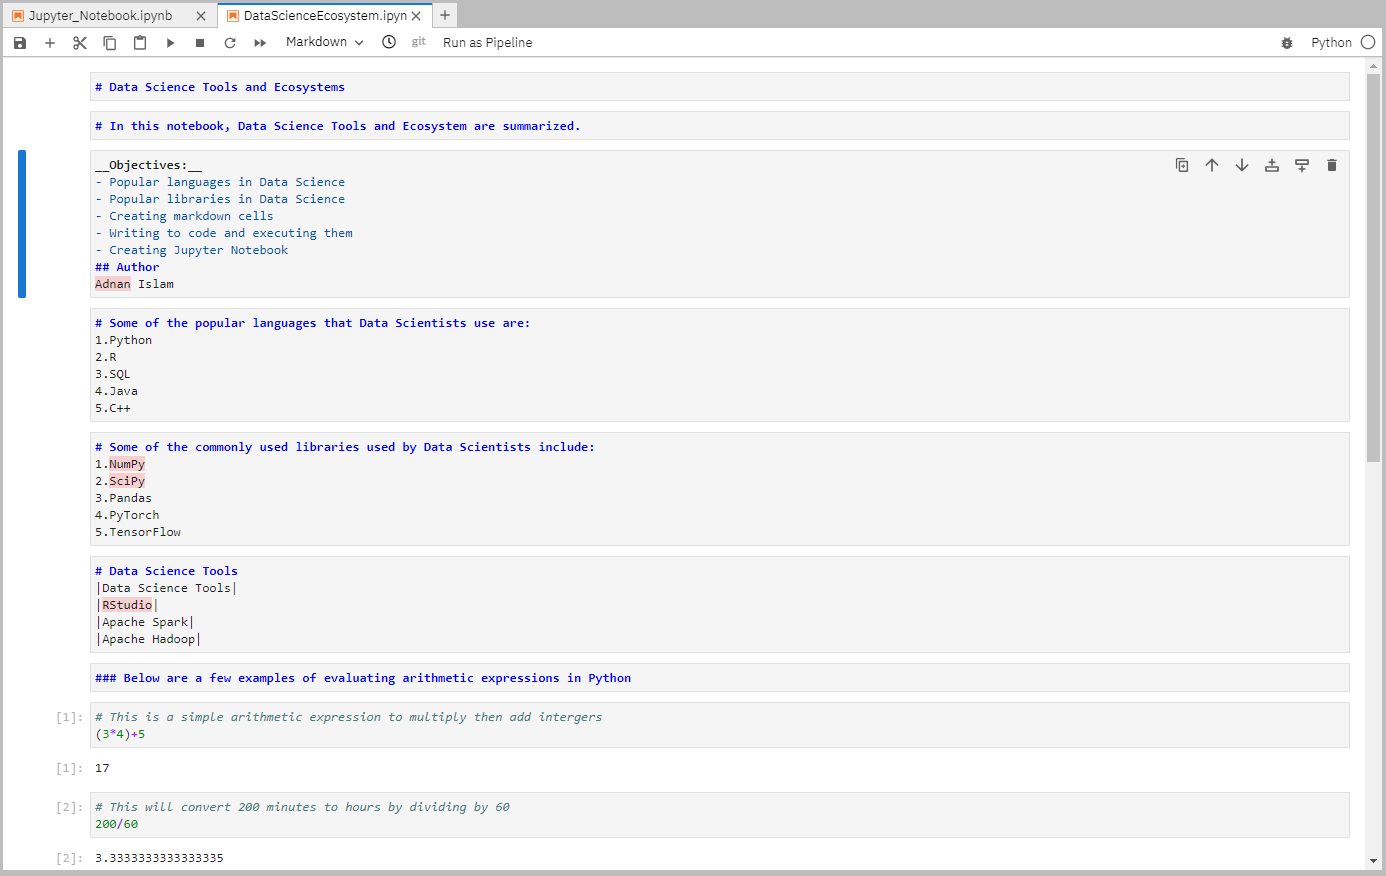 Jupyter_Notebook.ipynb
DataScienceEcosystem.ipyn
Markdown
git
Run as Pipeline
Python
# Data Science Tools and Ecosystems
# In this notebook, Data Science Tools and Ecosystem are summarized.
__Objectives:__
- Popular languages in Data Science
- Popular libraries in Data Science
- Creating markdown cells
- Writing to code and executing them
- Creating Jupyter Notebook
## Author
Adnan Islam
# Some of the popular languages that Data Scientists use are:
1.Python
2.R
3.SQL
4.Java
5.C++
# Some of the commonly used libraries used by Data Scientists include:
1.NumPy
2.SciPy
3.Pandas
4.PyTorch
5.TensorFlow
# Data Science Tools
|Data Science Tools|
|RStudio|
|Apache Spark|
|Apache Hadoop|
### Below are a few examples of evaluating arithmetic expressions in Python
[1]: # This is a simple arithmetic expression to multiply then add intergers
(3*4)+5
[1]: 17
[2]: # This will convert 200 minutes to hours by dividing by 60
200/60
[2]: 3.3333333333333335